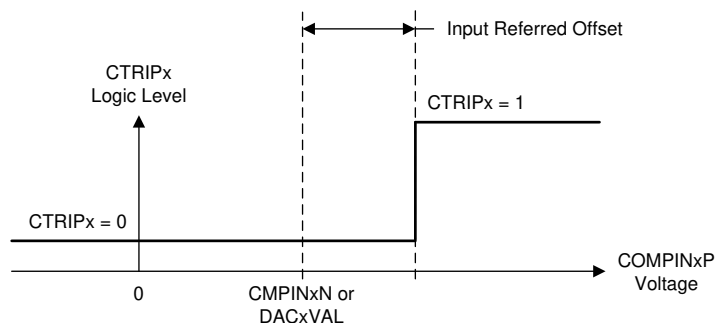 Input Referred Offset
CTRIPx
Logic Level
CTRIPx = 1
CTRIPx = 0
COMPINxP
Voltage
0
CMPINxN or
DACxVAL